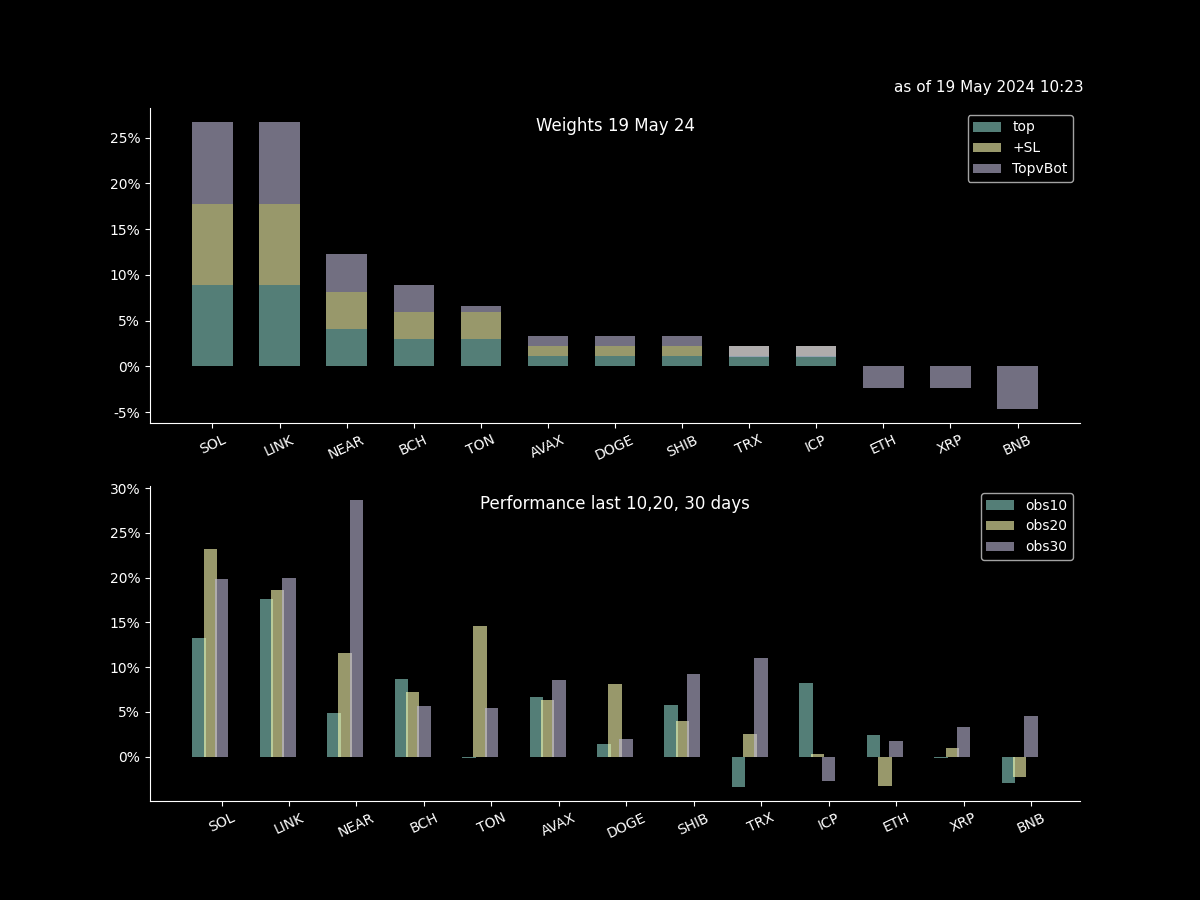 as of 19 May 2024 10:23
Weights 19 May 24
top
+SL
TopvBot
25%
20%
15%
10%
5%
0%
-5%
SOL LINK NEAR BCH TON AVAX DOGE SHIB TRX ICP ETH XRP BNB
Performance last 10,20, 30 days
obs10
obs20
obs30
30%
25%
20%
15%
10%
5%
0%
SOL LINK NEAR BCH TON AVAX DOGE SHIB TRX ICP ETH XRP BNB